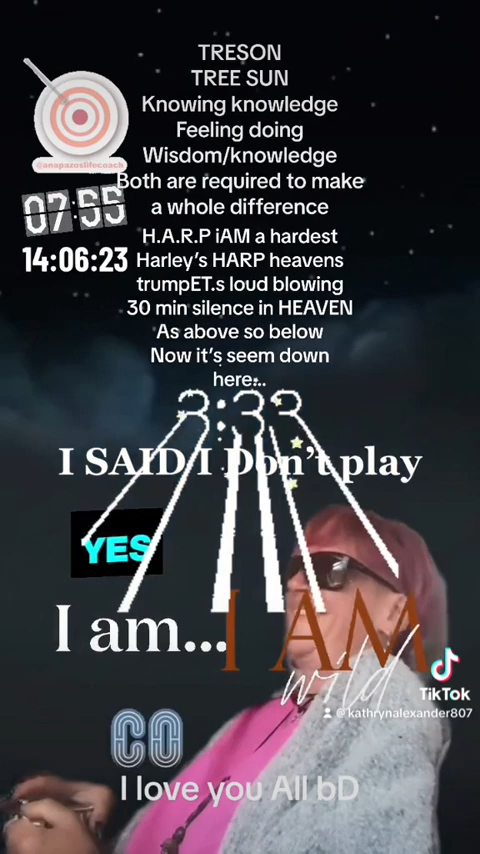 TRESON
TREE SUN
Knowing knowledge
Feeling doing
Wisdom/knowledge
Both are required to make
a whole difference
@anapazoslifecoach
07:55
14:06:23
H.A.R.P iAM a hardest
Harley's HARP heavens
trumpET.s loud blowing
30 min silence in HEAVEN
As above so below
Now it's seem down
here...
3:33
I SAID I Don't play
YES
I am...
I AM
wild
TikTok
@kathrynalexander807
CO
I love you All bD